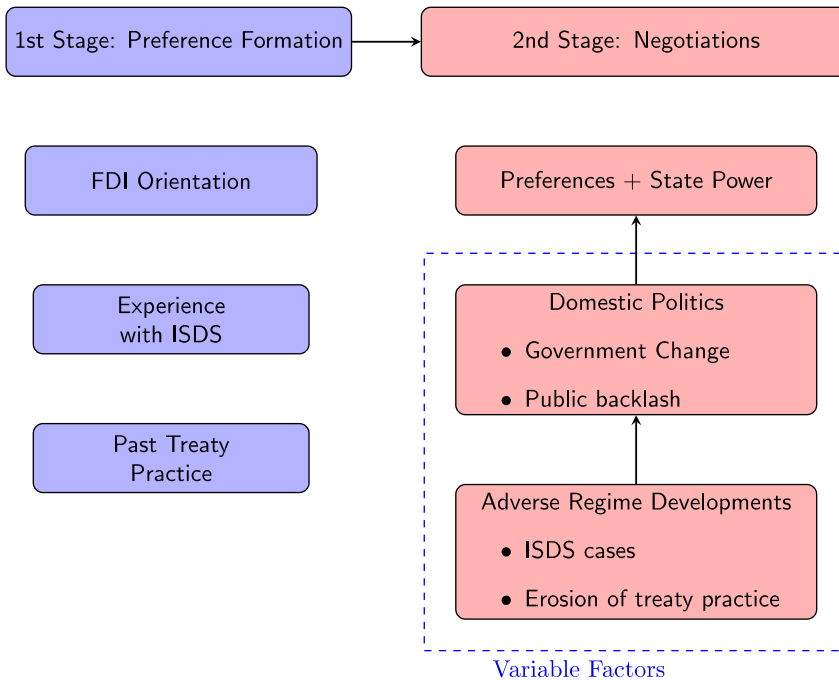 1st Stage: Preference Formation
2nd Stage: Negotiations
FDI Orientation
Preferences + State Power
Experience
with ISDS
Domestic Politics
• Government Change
• Public backlash
Past Treaty
Practice
Adverse Regime Developments
• ISDS cases
• Erosion of treaty practice
Variable Factors